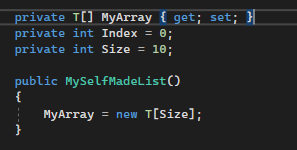 private T[] MyArray { get; set; }
private int Index = 0;
private int Size = 10;
public MySelfMadeList()
{
MyArray = new T[Size];
}